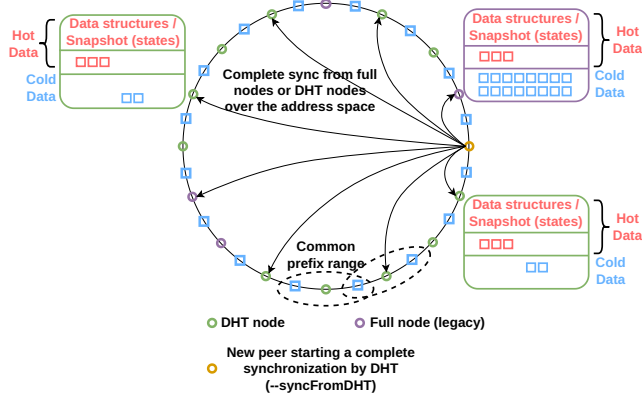 Data structures /
Snapshot (states)
Hot
Data
Cold
Data
Data structures /
Snapshot (states)
Hot
Data
Cold
Data
Complete sync from full
nodes or DHT nodes
over the address space
Data structures /
Snapshot (states)
Hot
Data
Cold
Data
Common
prefix range
DHT node
Full node (legacy)
New peer starting a complete
synchronization by DHT
(--syncFromDHT)